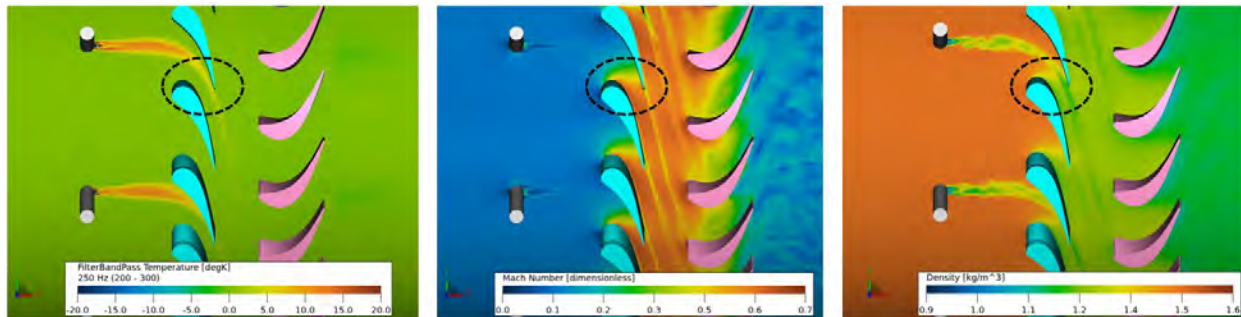 FilterBandPass Temperature [degK]
250 Hz (200 - 300)
-20.0 -15.0 -10.0 -5.0 0.0 5.0 10.0 15.0 20.0
Mach Number [dimensionless]
0.0 0.1 0.2 0.3 0.4 0.5 0.6 0.7
Density [kg/m^3]
0.9 1.0 1.1 1.2 1.3 1.4 1.5 1.6